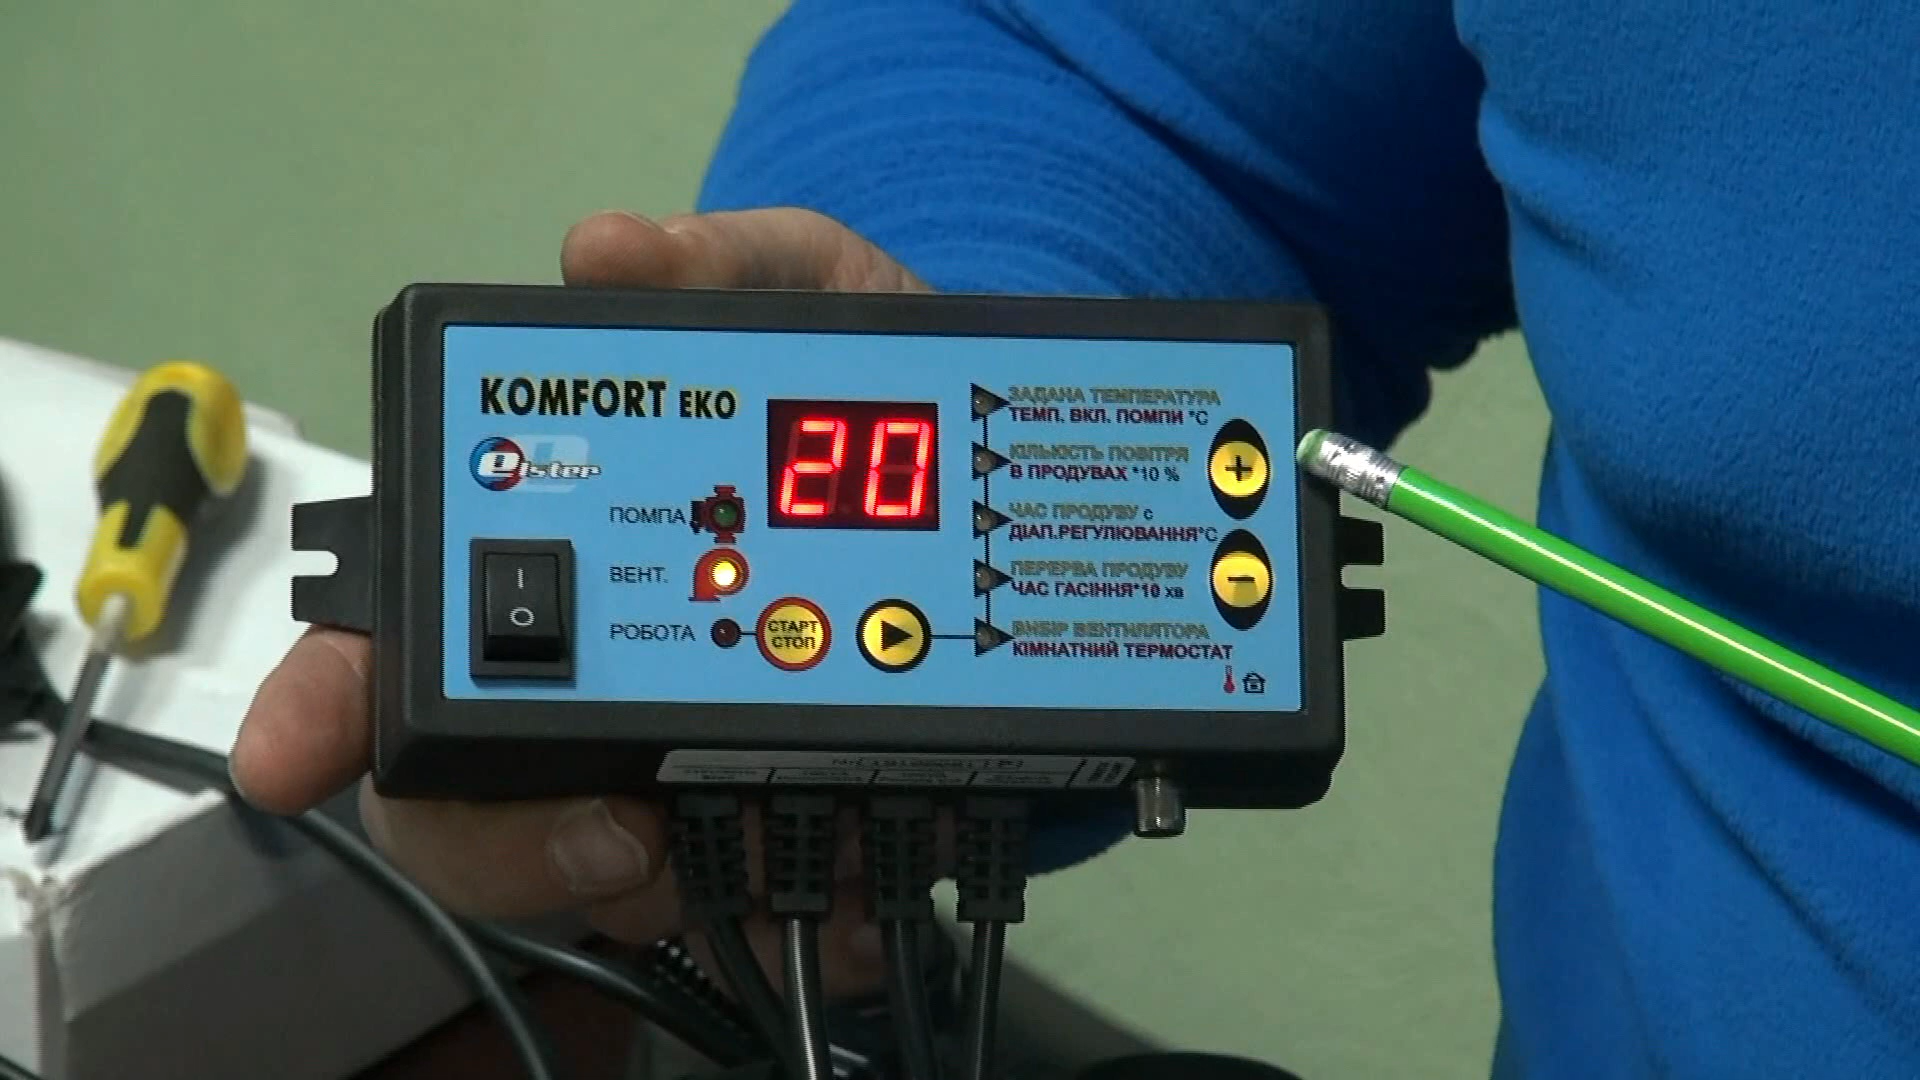 KOMFORT EKO
elster
20
ПОМПА
ВЕНТ.
РОБОТА
СТАРТ
СТОП
I
O
ЗАДАНА ТЕМПЕРАТУРА
ТЕМП. ВКЛ. ПОМПИ °C
КІЛЬКІСТЬ ПОВІТРЯ
В ПРОДУВАХ *10 %
ЧАС ПРОДУВУ с
ДІАП.РЕГУЛЮВАННЯ°C
ПЕРЕРВА ПРОДУВУ
ЧАС ГАСІННЯ*10 хв
ВИБІР ВЕНТИЛЯТОРА
КІМНАТНИЙ ТЕРМОСТАТ
+
-